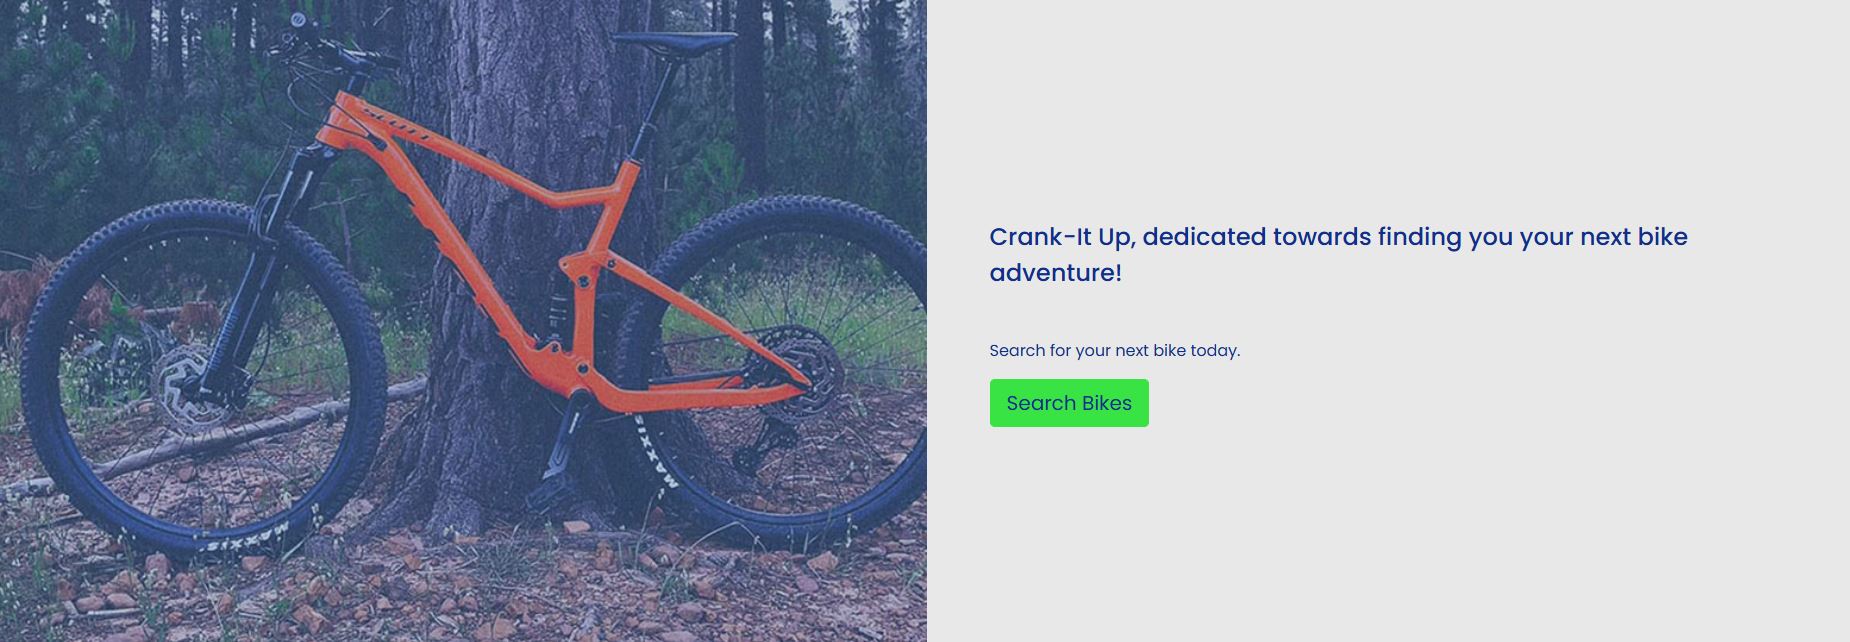 Crank-It Up, dedicated towards finding you your next bike
adventure!
Search for your next bike today.
Search Bikes
MAXXIS
MAXXIS